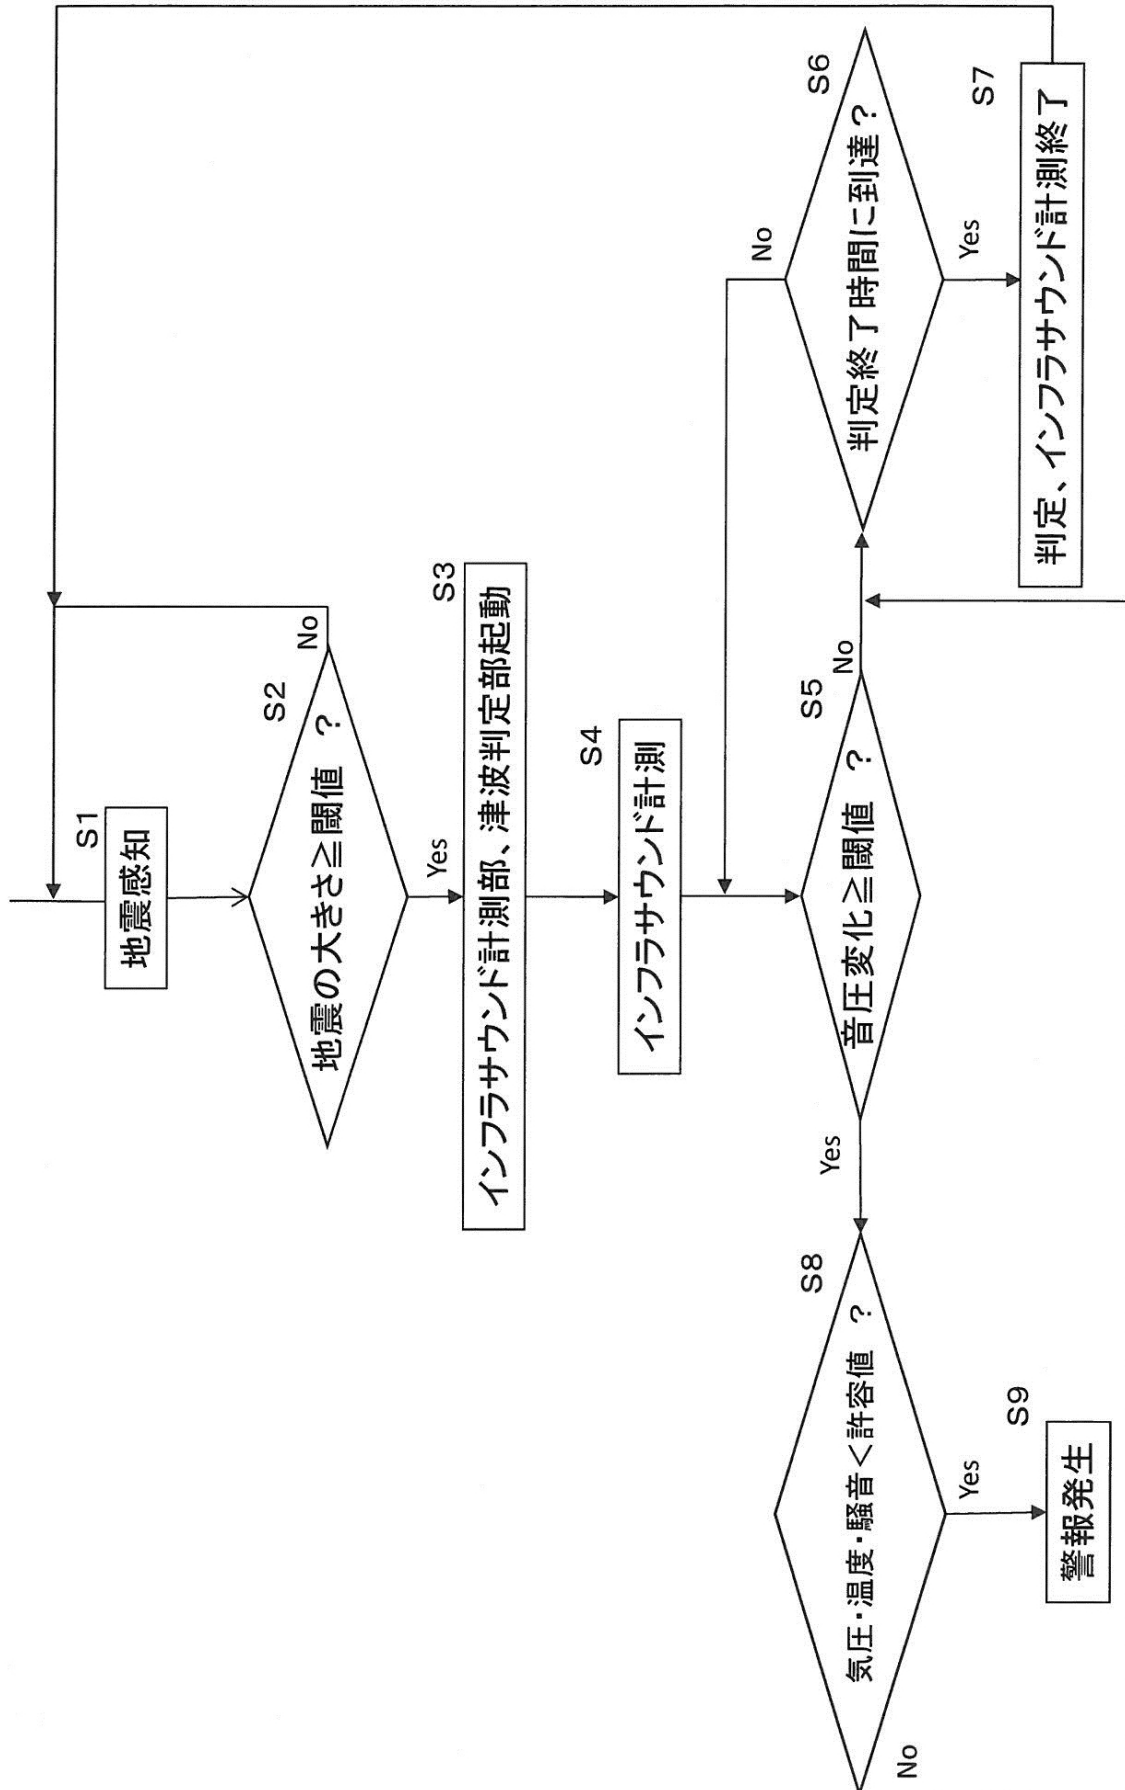 S1
地震感知
S2
地震の大きさ≧閾値 ?
No
Yes
S3
インフラサウンド計測部、津波判定部起動
S4
インフラサウンド計測
S5
音圧変化≧閾値 ?
No
Yes
S6
判定終了時間に到達?
No
Yes
S7
判定、インフラサウンド計測終了
S8
気圧・温度・騒音<許容値 ?
No
Yes
S9
警報発生